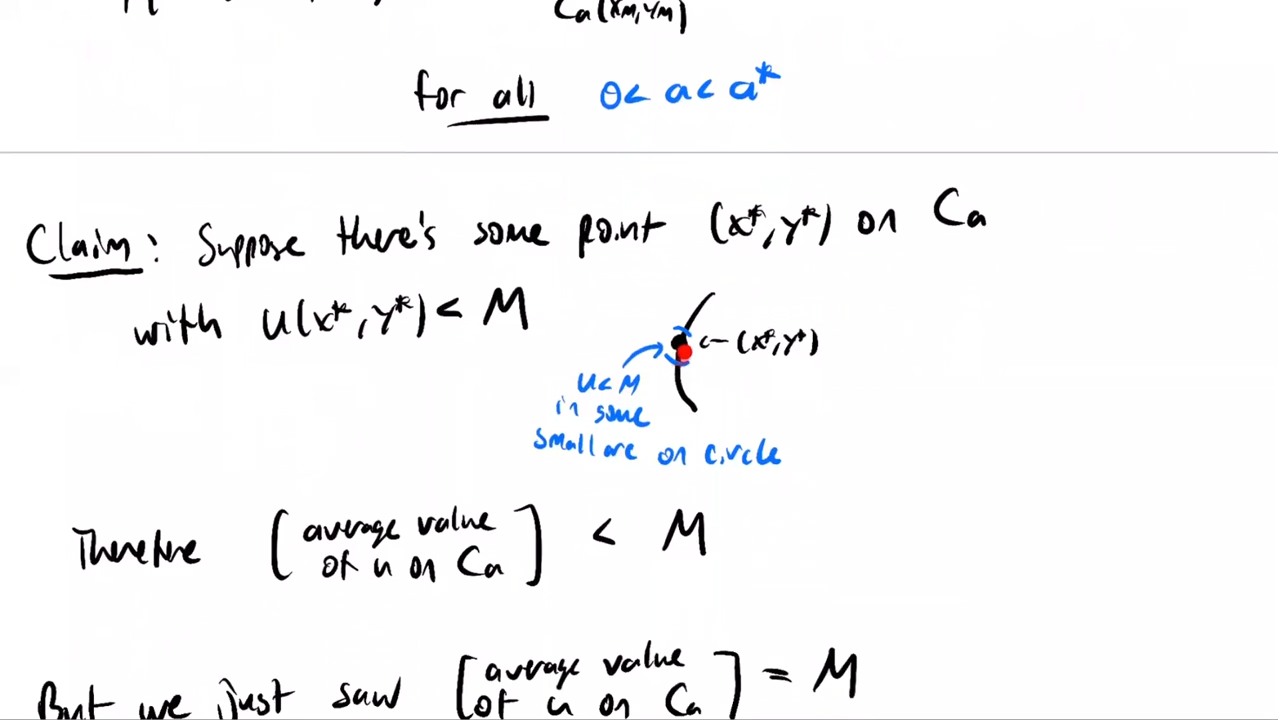 Ca(xM,yM)
for all 0< a< a*
Claim: Suppose there's some point (x*,y*) on Ca
with u(x*,y*) < M
← (x*,y*)
u< M
in some
small arc on circle
Therefore [average value of u on Ca] < M
But we just saw [average value of u on Ca] = M